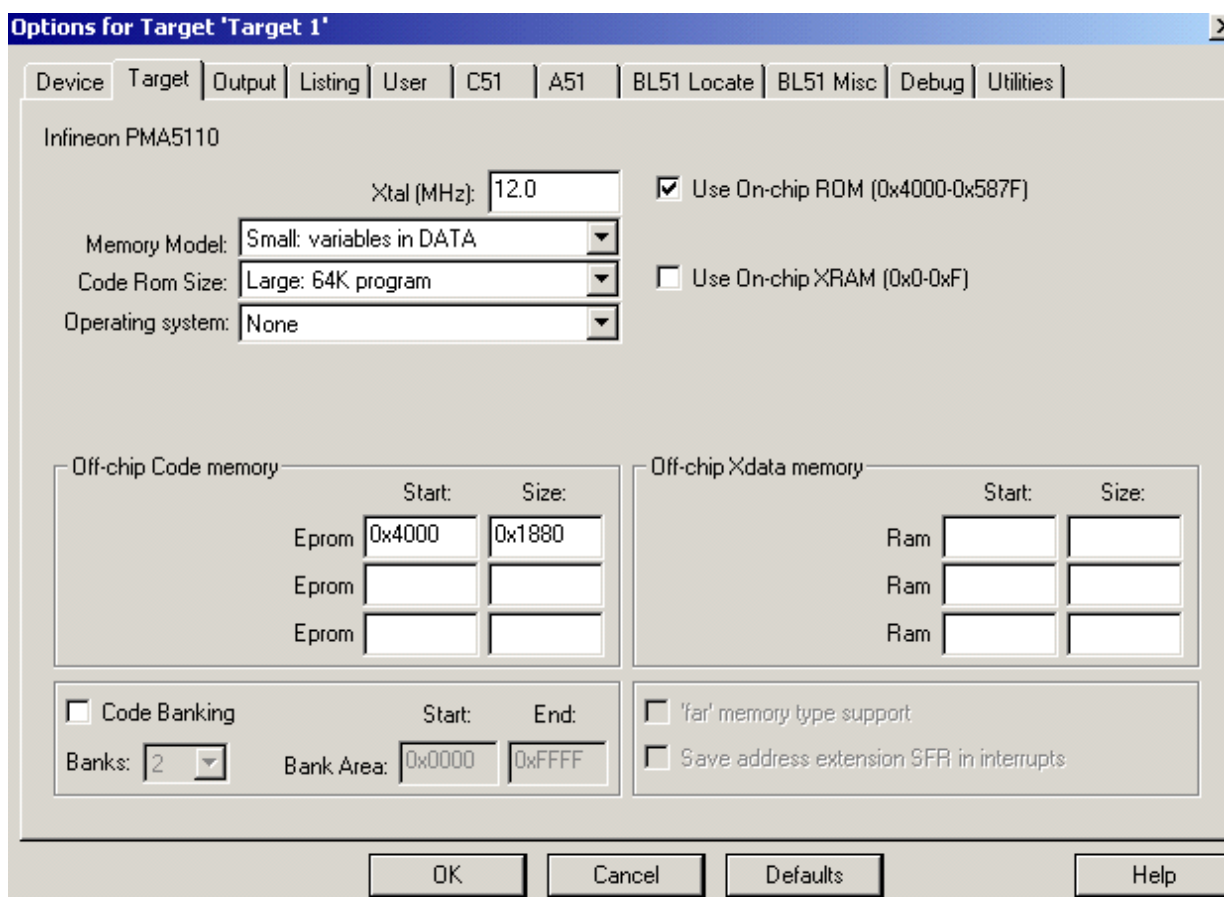 Options for Target 'Target 1'
Device Target Output Listing User C51 A51 BL51 Locate BL51 Misc Debug Utilities
Infineon PMA5110
Xtal (MHz): 12.0
Use On-chip ROM (0x4000-0x587F)
Memory Model: Small: variables in DATA
Code Rom Size: Large: 64K program
Use On-chip XRAM (0x0-0xF)
Operating system: None
Off-chip Code memory
Start: Size:
Eprom 0x4000 0x1880
Eprom
Eprom
Off-chip Xdata memory
Start: Size:
Ram
Ram
Ram
Code Banking Start: End:
Banks: 2 Bank Area: 0x0000 0xFFFF
'far' memory type support
Save address extension SFR in interrupts
OK Cancel Defaults Help